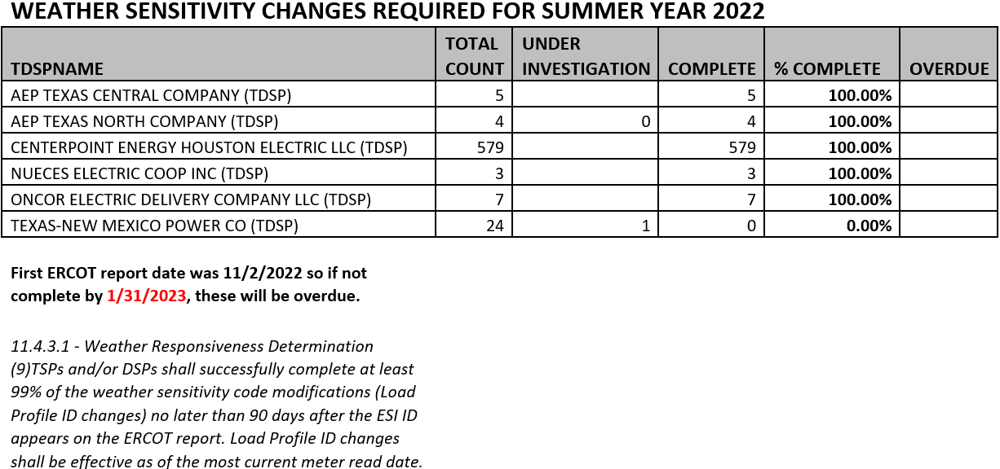 WEATHER SENSITIVITY CHANGES REQUIRED FOR SUMMER YEAR 2022
TDSPNAME TOTAL COUNT UNDER INVESTIGATION COMPLETE % COMPLETE OVERDUE
AEP TEXAS CENTRAL COMPANY (TDSP) 5 5 100.00%
AEP TEXAS NORTH COMPANY (TDSP) 4 0 4 100.00%
CENTERPOINT ENERGY HOUSTON ELECTRIC LLC (TDSP) 579 579 100.00%
NUECES ELECTRIC COOP INC (TDSP) 3 3 100.00%
ONCOR ELECTRIC DELIVERY COMPANY LLC (TDSP) 7 7 100.00%
TEXAS-NEW MEXICO POWER CO (TDSP) 24 1 0 0.00%
First ERCOT report date was 11/2/2022 so if not
complete by 1/31/2023, these will be overdue.
11.4.3.1 - Weather Responsiveness Determination
(9)TSPs and/or DSPs shall successfully complete at least
99% of the weather sensitivity code modifications (Load
Profile ID changes) no later than 90 days after the ESI ID
appears on the ERCOT report. Load Profile ID changes
shall be effective as of the most current meter read date.